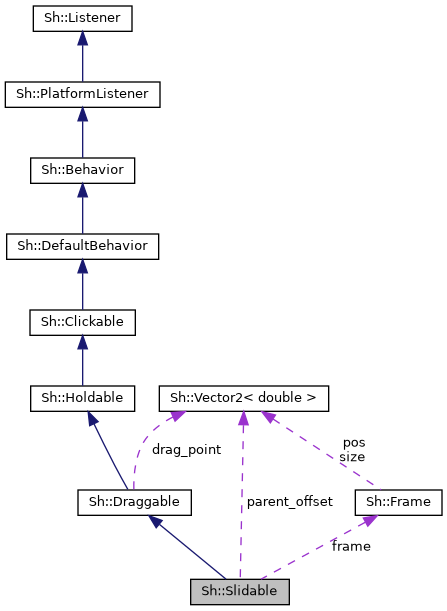 Sh::Listener
Sh::PlatformListener
Sh::Behavior
Sh::DefaultBehavior
Sh::Clickable
Sh::Holdable
Sh::Vector2< double >
drag_point
pos
size
Sh::Draggable
parent_offset
Sh::Frame
frame
Sh::Slidable